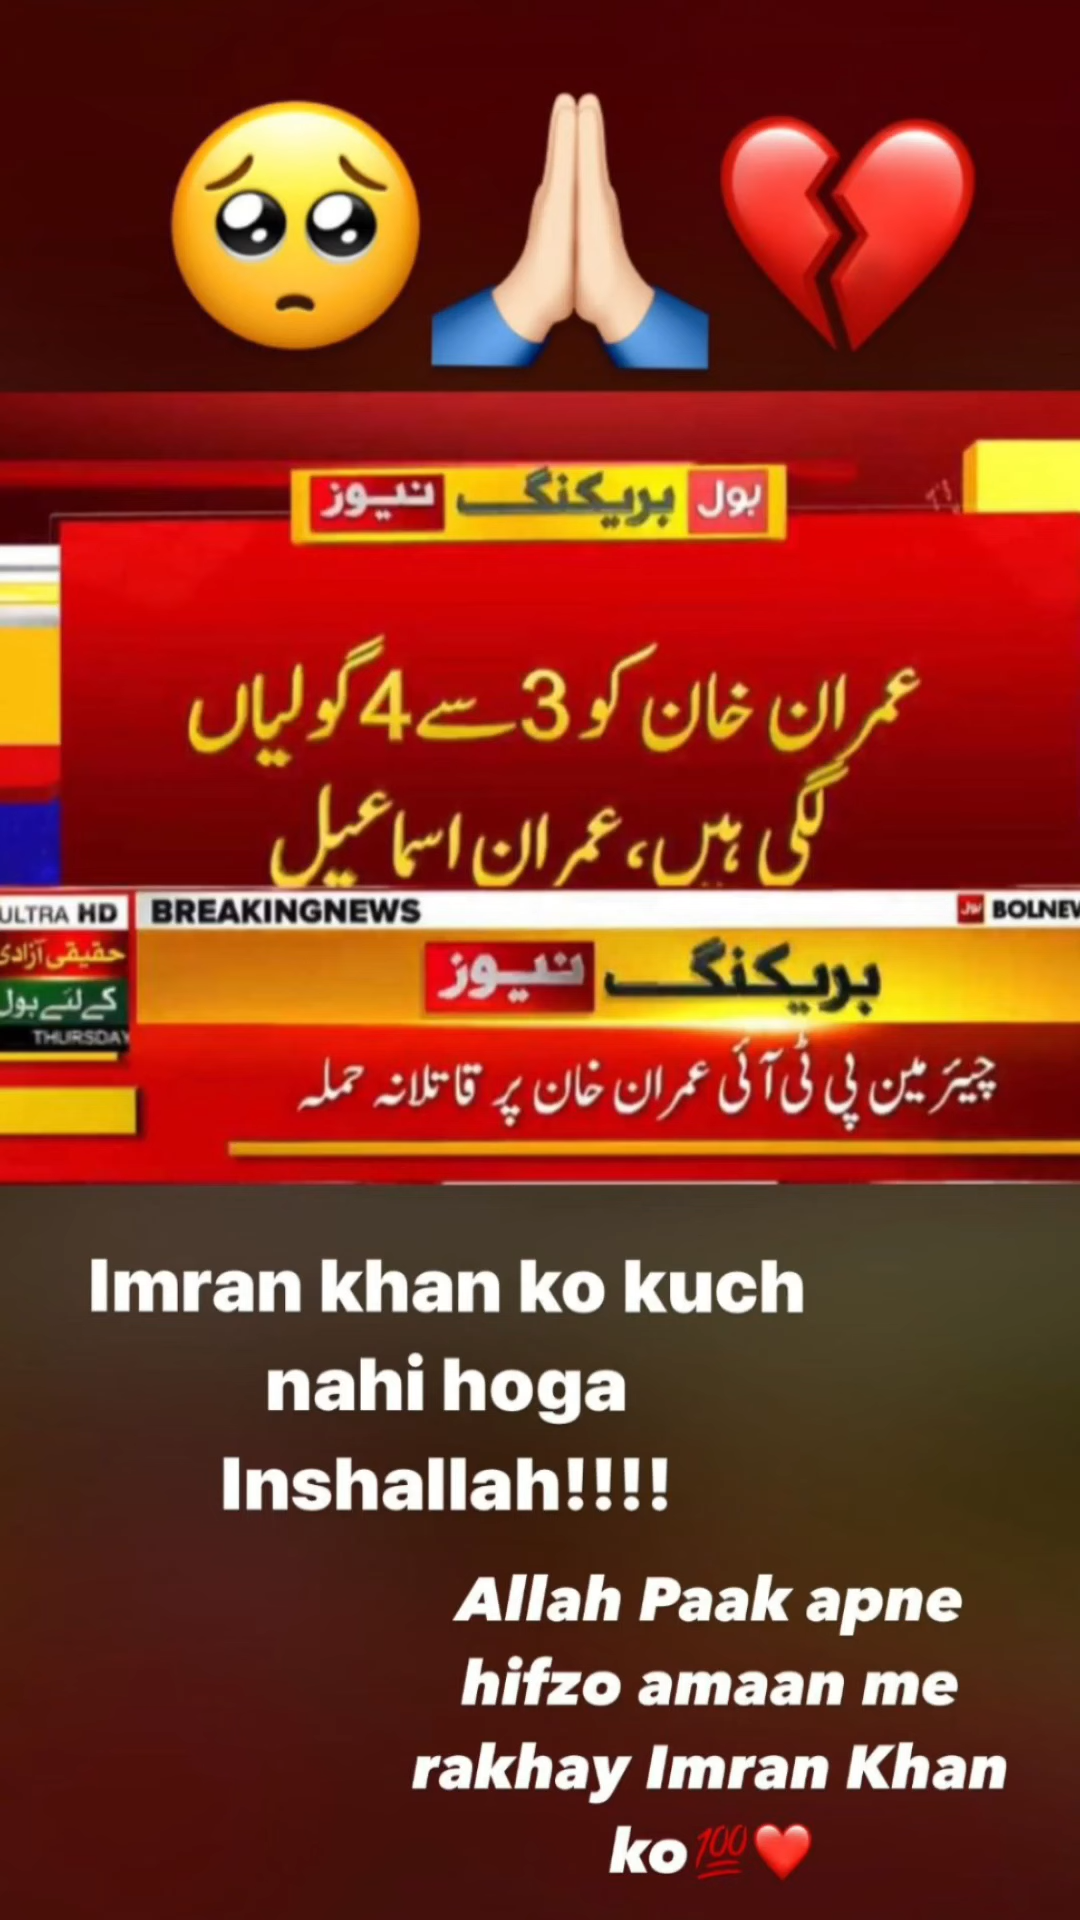 بول بریکنگ نیوز
عمران خان کو 3 سے 4 گولیاں
لگی ہیں، عمران اسماعیل
ULTRA HD BREAKINGNEWS بول BOLNEW
حقیقی آزادی
کے لئے بول
THURSDAY
بریکنگ نیوز
چیئرمین پی ٹی آئی عمران خان پر قاتلانہ حملہ
Imran khan ko kuch
nahi hoga
Inshallah!!!!
Allah Paak apne
hifzo amaan me
rakhay Imran Khan
ko💯❤️